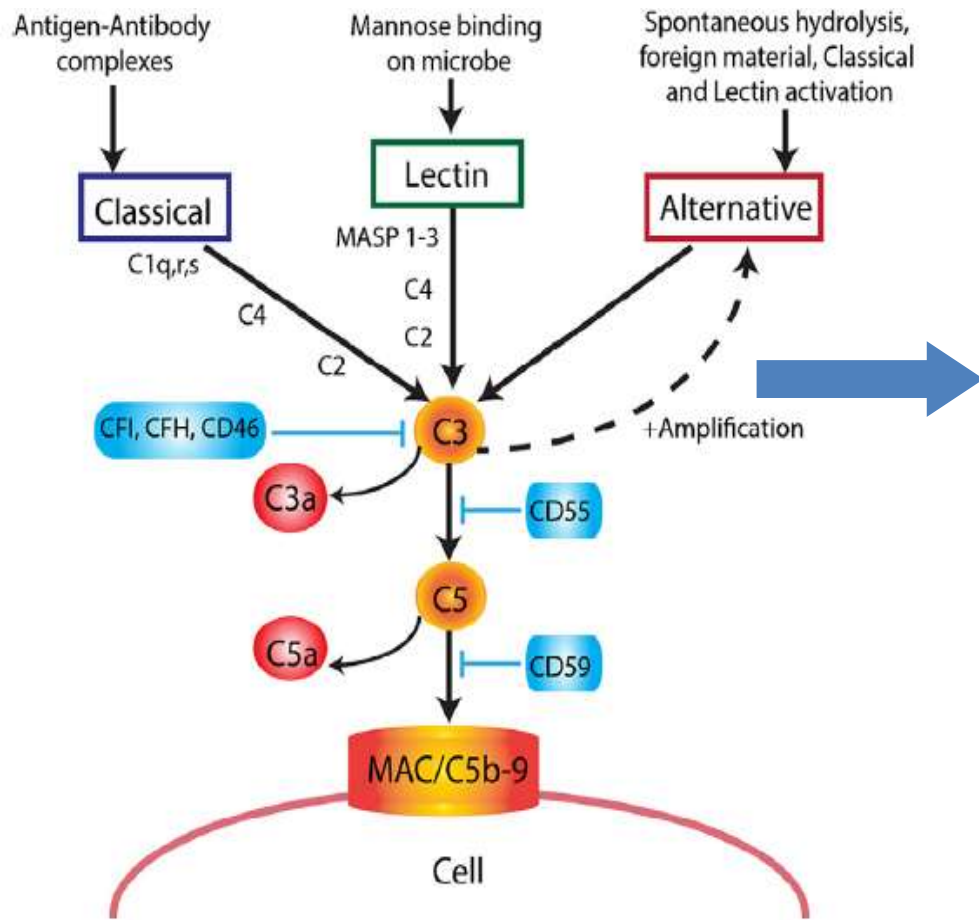 Antigen-Antibody
complexes
Mannose binding
on microbe
Spontaneous hydrolysis,
foreign material, Classical
and Lectin activation
Classical
Lectin
Alternative
C1q,r,s
C4
C2
MASP 1-3
C4
C2
CFI, CFH, CD46
C3
+Amplification
C3a
CD55
C5
C5a
CD59
MAC/C5b-9
Cell